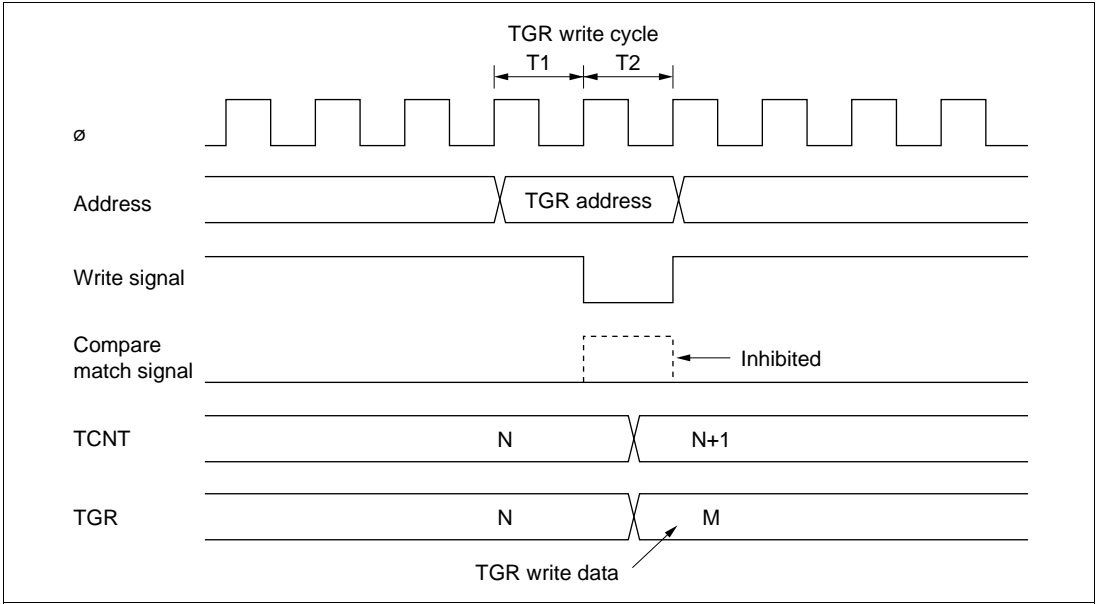 TGR write cycle
T1 T2
ø
Address TGR address
Write signal
Compare
match signal Inhibited
TCNT N N+1
TGR N M
TGR write data